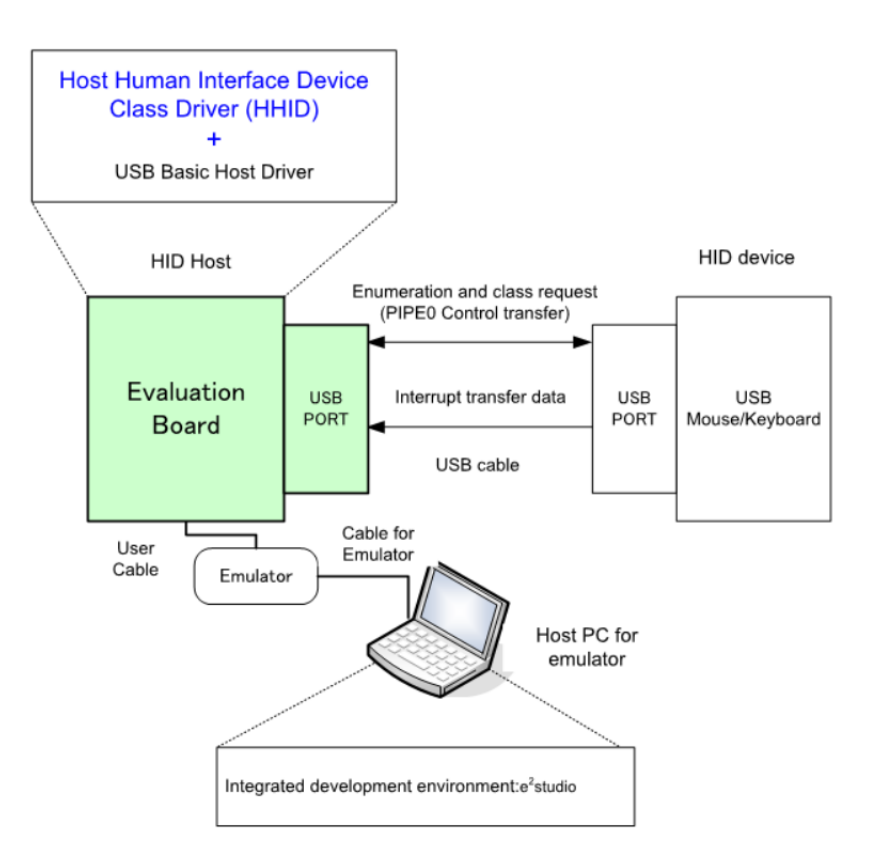 Host Human Interface Device
Class Driver (HHID)
+
USB Basic Host Driver
HID Host
HID device
Enumeration and class request
(PIPE0 Control transfer)
Evaluation
Board
USB
PORT
Interrupt transfer data
USB
PORT
USB
Mouse/Keyboard
USB cable
User
Cable
Emulator
Cable for
Emulator
Host PC for
emulator
Integrated development environment:e²studio